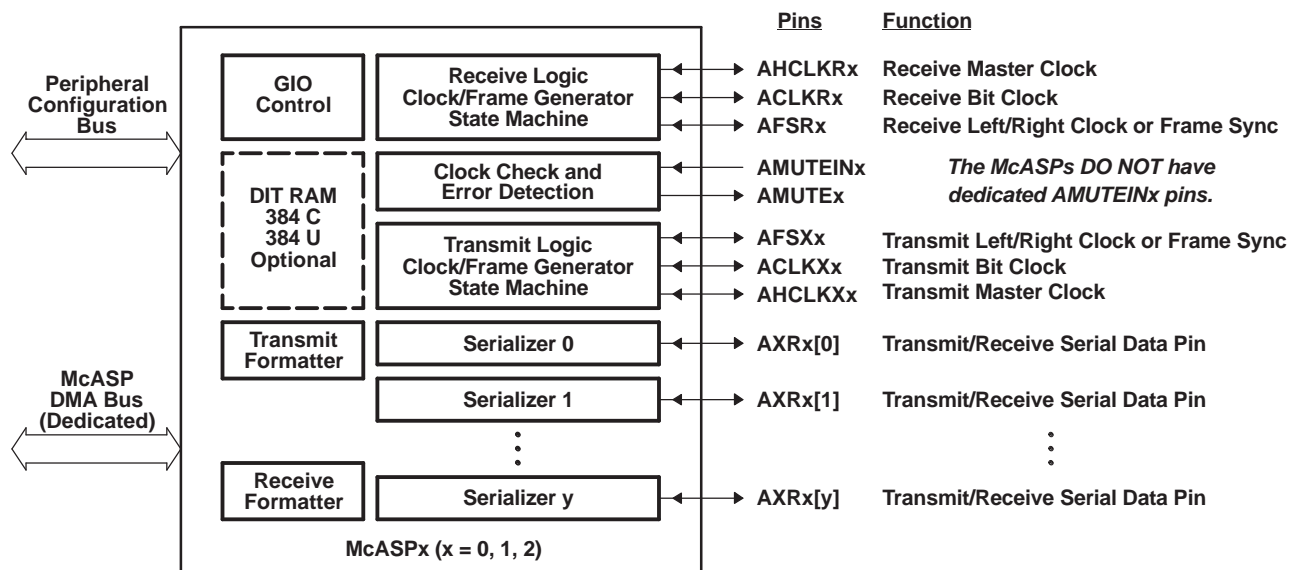 Pins Function
Peripheral
Configuration
Bus
GIO
Control
Receive Logic
Clock/Frame Generator
State Machine
AHCLKRx Receive Master Clock
ACLKRx Receive Bit Clock
AFSRx Receive Left/Right Clock or Frame Sync
DIT RAM
384 C
384 U
Optional
Clock Check and
Error Detection
AMUTEINx
AMUTEx
The McASPs DO NOT have
dedicated AMUTEINx pins.
Transmit Logic
Clock/Frame Generator
State Machine
AFSXx Transmit Left/Right Clock or Frame Sync
ACLKXx Transmit Bit Clock
AHCLKXx Transmit Master Clock
McASP
DMA Bus
(Dedicated)
Transmit
Formatter
Serializer 0
AXRx[0] Transmit/Receive Serial Data Pin
Serializer 1
AXRx[1] Transmit/Receive Serial Data Pin
Receive
Formatter
Serializer y
AXRx[y] Transmit/Receive Serial Data Pin
McASPx (x = 0, 1, 2)